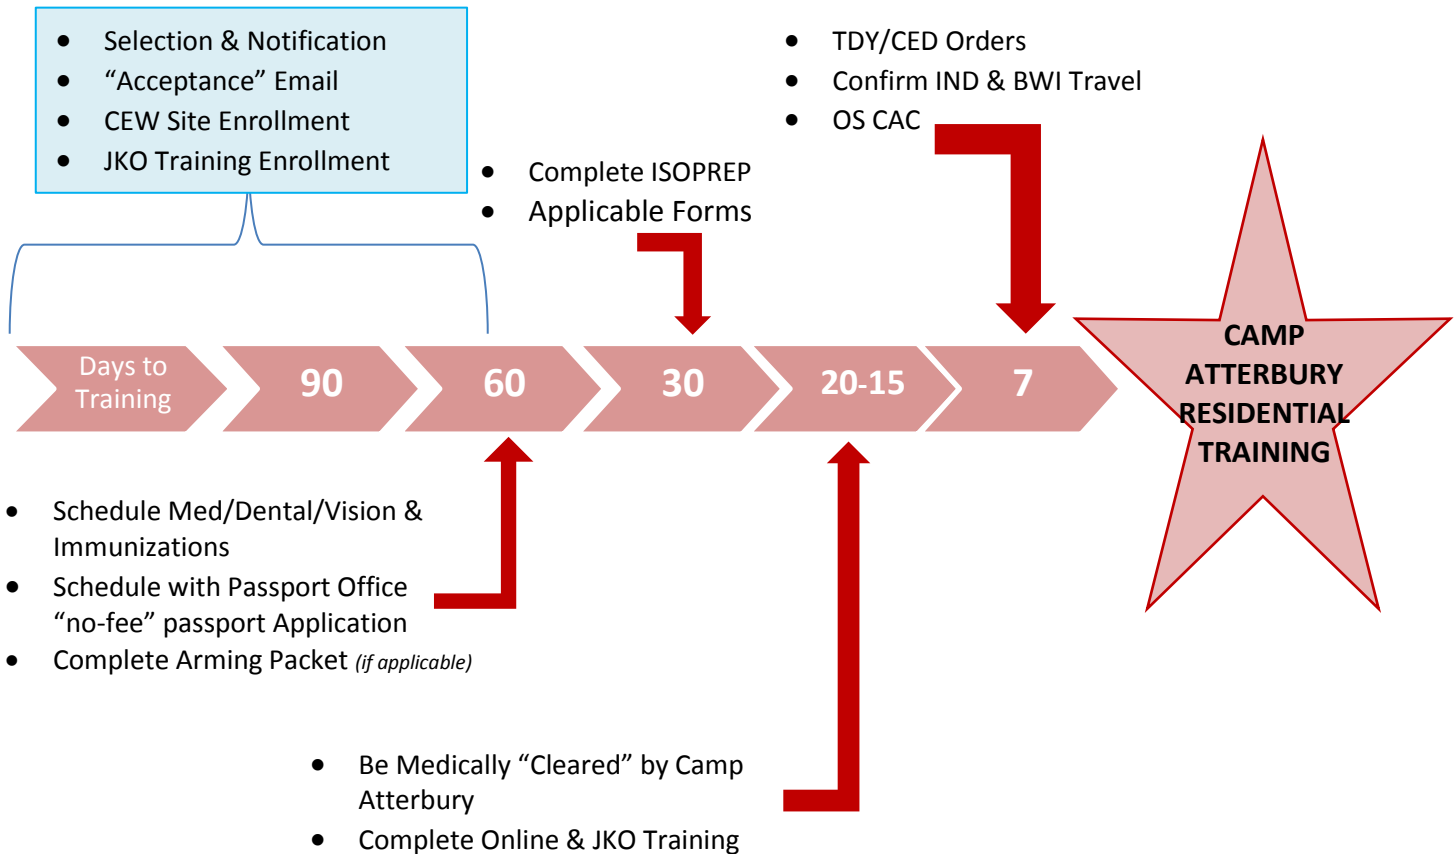 • Selection & Notification
• “Acceptance” Email
• CEW Site Enrollment
• JKO Training Enrollment
• TDY/CED Orders
• Confirm IND & BWI Travel
• OS CAC
• Complete ISOPREP
• Applicable Forms
Days to
Training
90
60
30
20-15
7
CAMP
ATTERBURY
RESIDENTIAL
TRAINING
• Schedule Med/Dental/Vision &
Immunizations
• Schedule with Passport Office
“no-fee” passport Application
• Complete Arming Packet (if applicable)
• Be Medically “Cleared” by Camp
Atterbury
• Complete Online & JKO Training